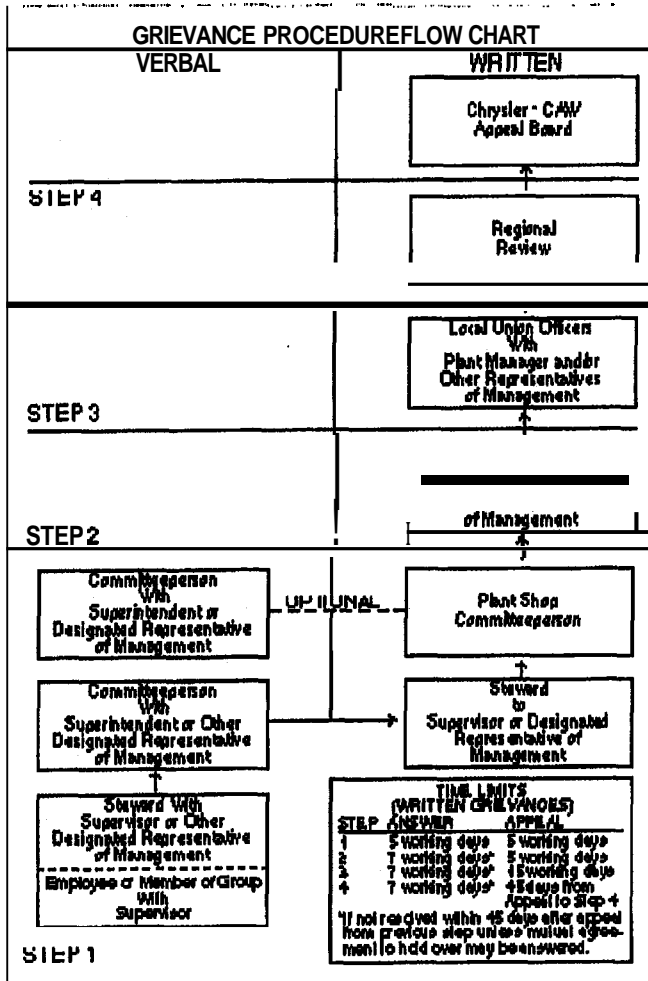 GRIEVANCE PROCEDUREFLOW CHART
VERBAL
WRITTEN
Chrysler - CAW
Appeal Board
STEP 4
Regional
Review
Local Union Officers
With
Plant Manager and/or
Other Representatives
of Management
STEP 3
of Management
STEP 2
Committeeperson
With
Superintendent or
Designated Representative
of Management
OPTIONAL
Plant Shop
Committeeperson
Committeeperson
With
Superintendent or Other
Designated Representative
of Management
Steward
to
Supervisor or Designated
Representative of
Management
Steward With
Supervisor or Other
Designated Representative
of Management
Employee or Member of Group
With
Supervisor
STEP 1
TIME LIMITS
(WRITTEN GRIEVANCES)
STEP ANSWER APPEAL
1 5 working days 5 working days
2 7 working days* 5 working days
3 7 working days* 45 working days
4 7 working days* 45 days from
Appeal to Step 4
*If not resolved within 45 days after appeal
from previous step unless mutual agree-
ment to hold over may be answered.